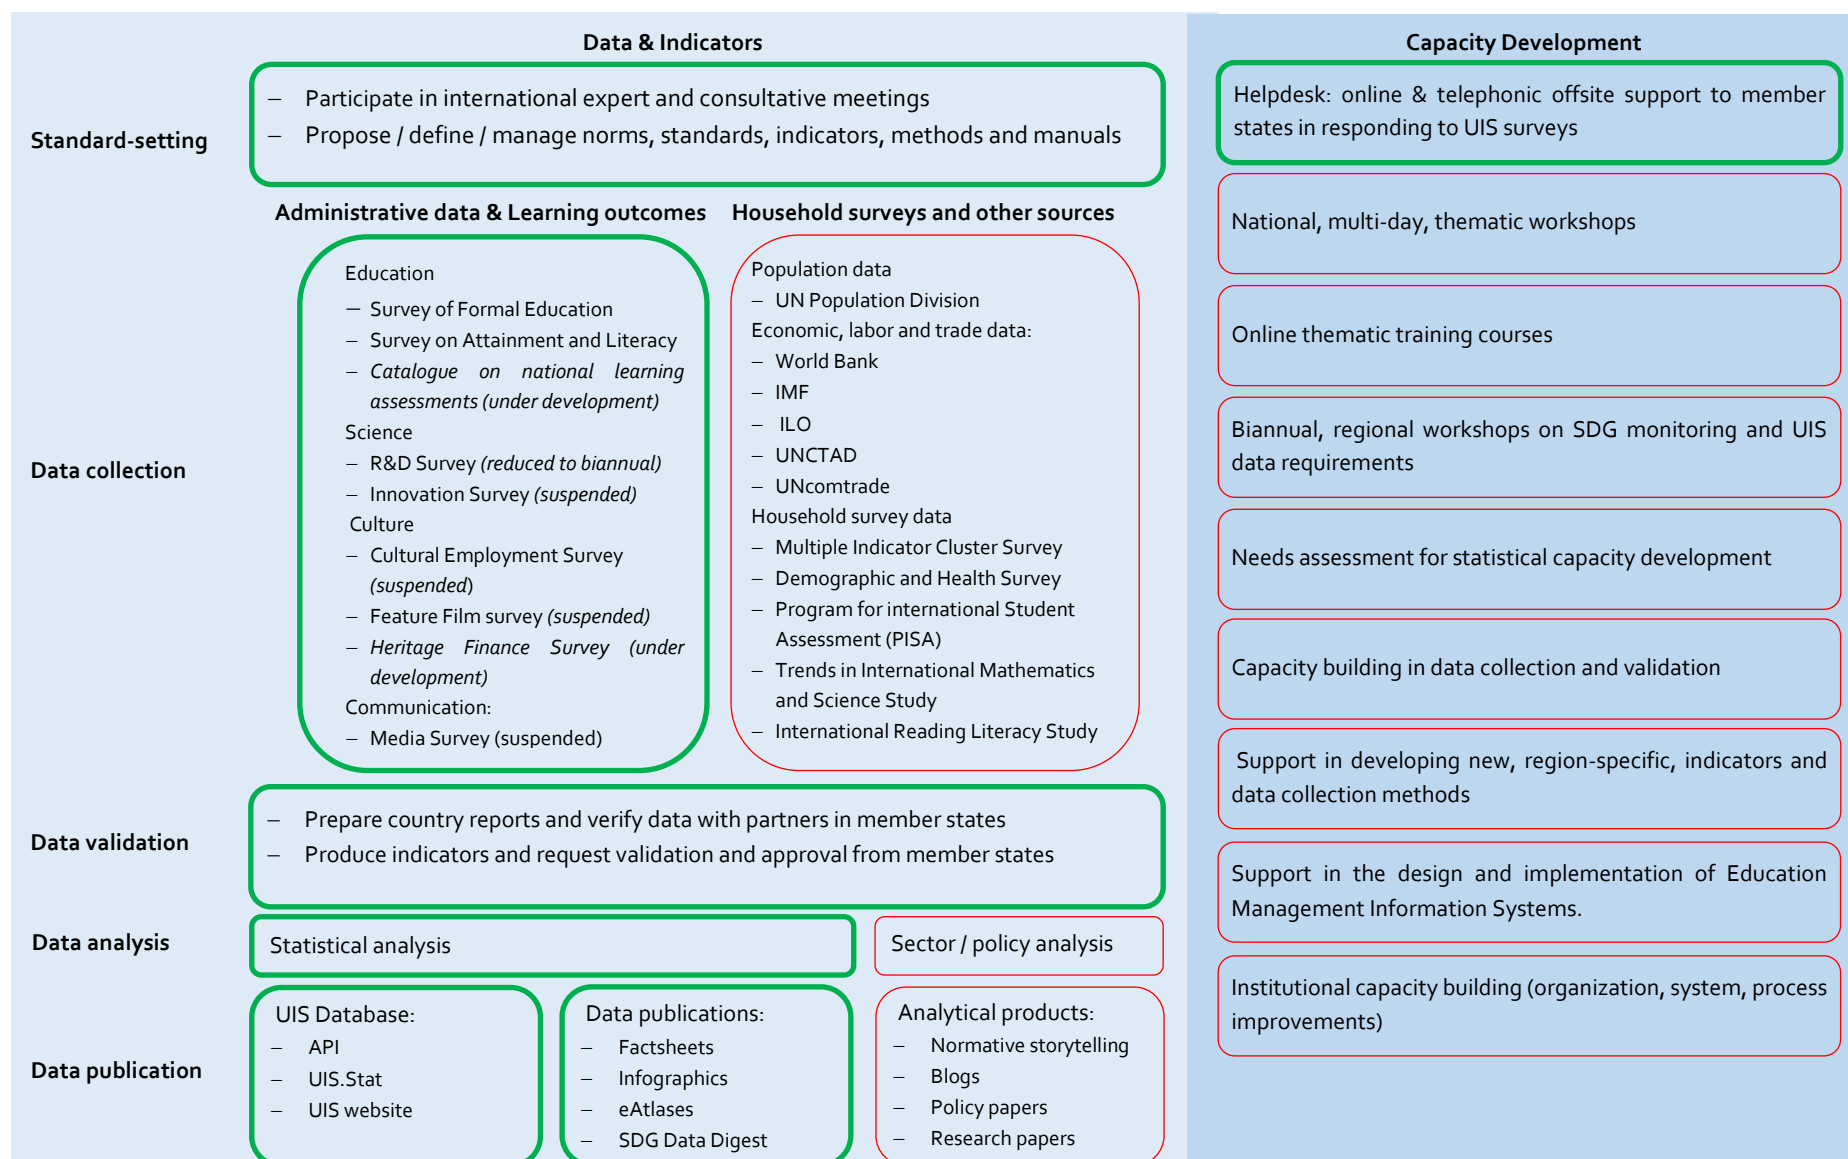 Data & Indicators
Standard-setting
– Participate in international expert and consultative meetings
– Propose / define / manage norms, standards, indicators, methods and manuals
Administrative data & Learning outcomes
Household surveys and other sources
Data collection
Education
– Survey of Formal Education
– Survey on Attainment and Literacy
– Catalogue on national learning
assessments (under development)
Science
– R&D Survey (reduced to biannual)
– Innovation Survey (suspended)
Culture
– Cultural Employment Survey
(suspended)
– Feature Film survey (suspended)
– Heritage Finance Survey (under
development)
Communication:
– Media Survey (suspended)
Population data
– UN Population Division
Economic, labor and trade data:
– World Bank
– IMF
– ILO
– UNCTAD
– UNcomtrade
Household survey data
– Multiple Indicator Cluster Survey
– Demographic and Health Survey
– Program for international Student
Assessment (PISA)
– Trends in International Mathematics
and Science Study
– International Reading Literacy Study
Data validation
– Prepare country reports and verify data with partners in member states
– Produce indicators and request validation and approval from member states
Data analysis
Statistical analysis
Sector / policy analysis
Data publication
UIS Database:
– API
– UIS.Stat
– UIS website
Data publications:
– Factsheets
– Infographics
– eAtlases
– SDG Data Digest
Analytical products:
– Normative storytelling
– Blogs
– Policy papers
– Research papers
Capacity Development
Helpdesk: online & telephonic offsite support to member
states in responding to UIS surveys
National, multi-day, thematic workshops
Online thematic training courses
Biannual, regional workshops on SDG monitoring and UIS
data requirements
Needs assessment for statistical capacity development
Capacity building in data collection and validation
Support in developing new, region-specific, indicators and
data collection methods
Support in the design and implementation of Education
Management Information Systems.
Institutional capacity building (organization, system, process
improvements)